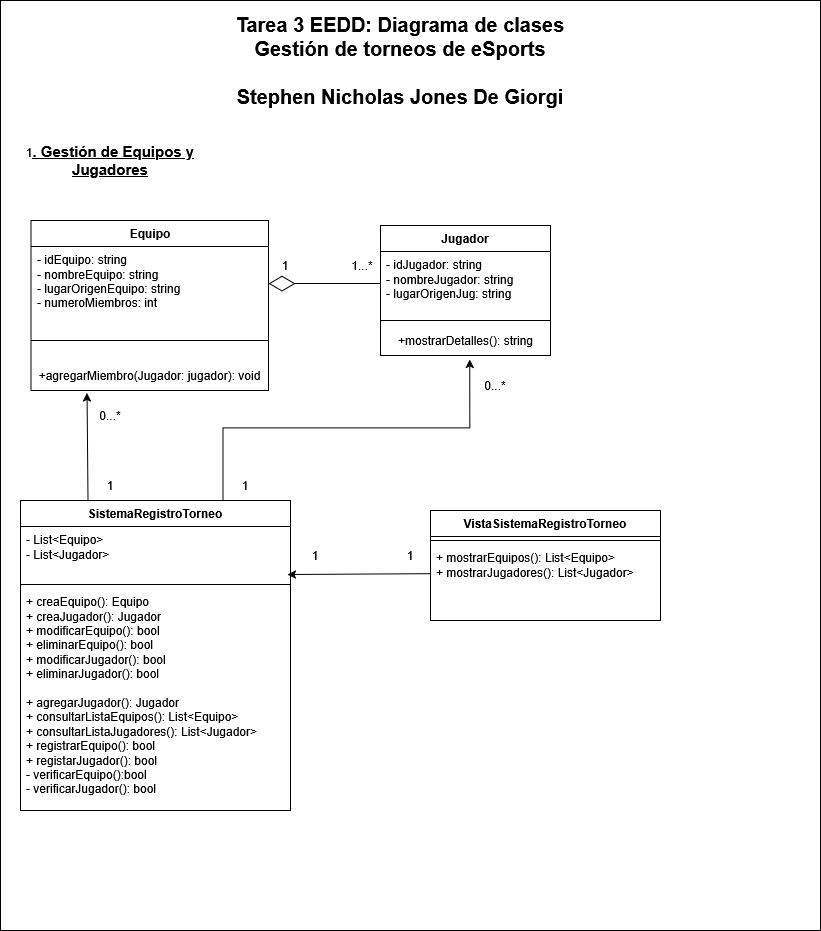 Tarea 3 EEDD: Diagrama de clases
Gestión de torneos de eSports
Stephen Nicholas Jones De Giorgi
1. Gestión de Equipos y
Jugadores
Equipo
- idEquipo: string
- nombreEquipo: string
- lugarOrigenEquipo: string
- numeroMiembros: int
+agregarMiembro(Jugador: jugador): void
1
1...*
Jugador
- idJugador: string
- nombreJugador: string
- lugarOrigenJug: string
+mostrarDetalles(): string
0...*
0...*
1
1
SistemaRegistroTorneo
- List<Equipo>
- List<Jugador>
+ creaEquipo(): Equipo
+ creaJugador(): Jugador
+ modificarEquipo(): bool
+ eliminarEquipo(): bool
+ modificarJugador(): bool
+ eliminarJugador(): bool
+ agregarJugador(): Jugador
+ consultarListaEquipos(): List<Equipo>
+ consultarListaJugadores(): List<Jugador>
+ registrarEquipo(): bool
+ registarJugador(): bool
- verificarEquipo():bool
- verificarJugador(): bool
1
1
VistaSistemaRegistroTorneo
+ mostrarEquipos(): List<Equipo>
+ mostrarJugadores(): List<Jugador>